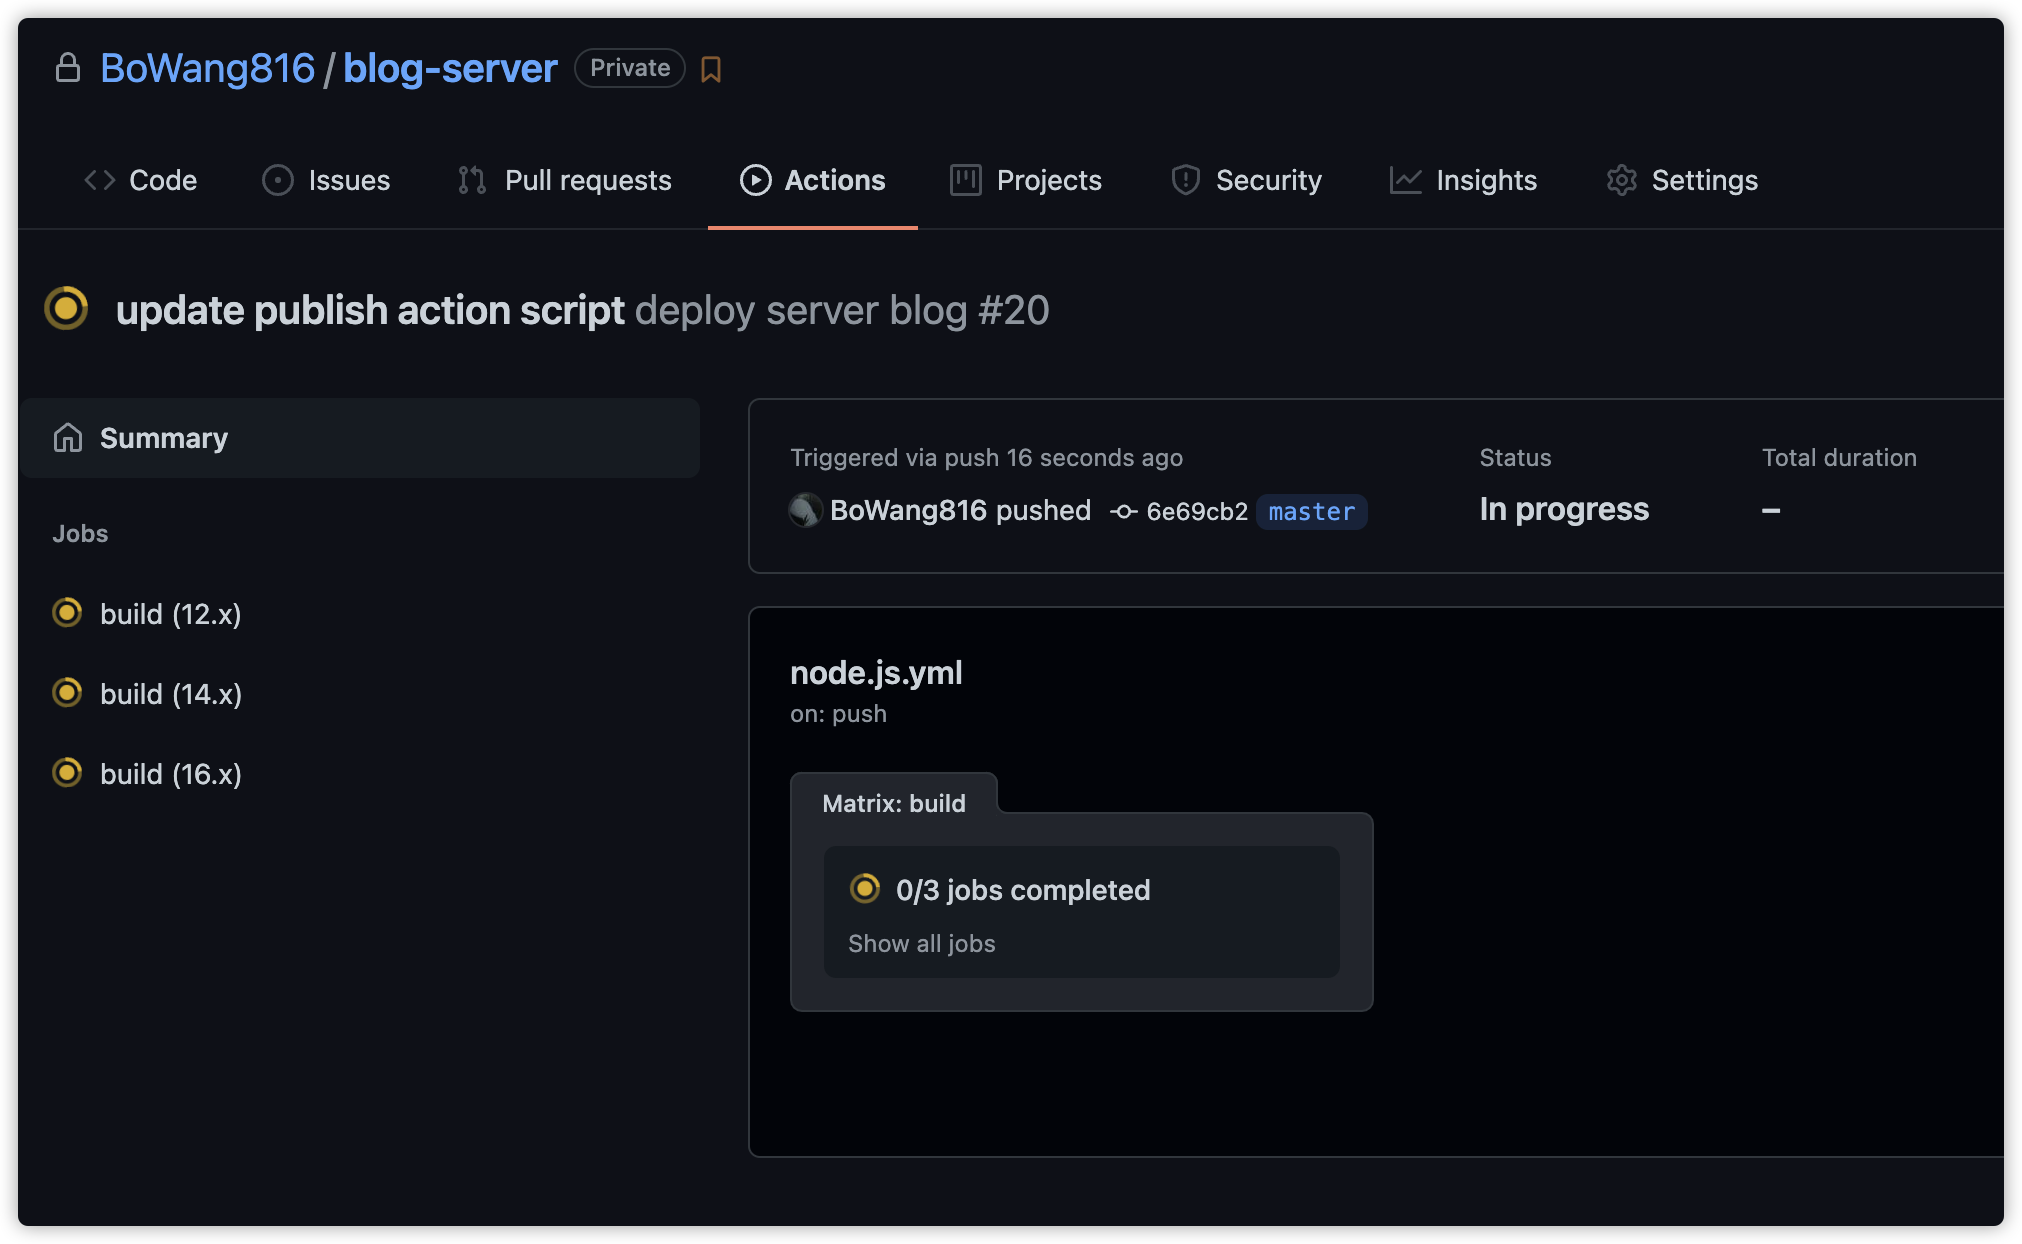 BoWang816 / blog-server Private
Code Issues Pull requests Actions Projects Security Insights Settings
update publish action script deploy server blog #20
Summary
Jobs
build (12.x)
build (14.x)
build (16.x)
Triggered via push 16 seconds ago
BoWang816 pushed 6e69cb2 master
Status
In progress
Total duration
–
node.js.yml
on: push
Matrix: build
0/3 jobs completed
Show all jobs